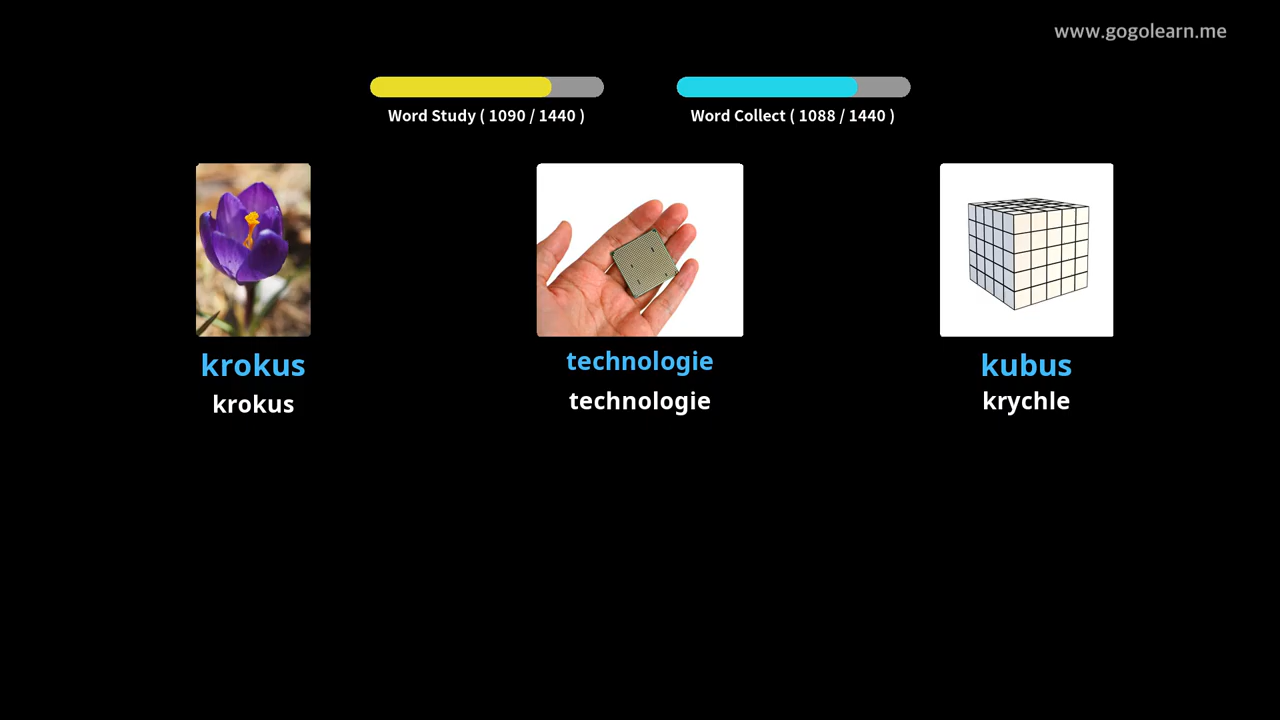 www.gogolearn.me
Word Study ( 1090 / 1440 )
Word Collect ( 1088 / 1440 )
krokus
krokus
technologie
technologie
kubus
krychle